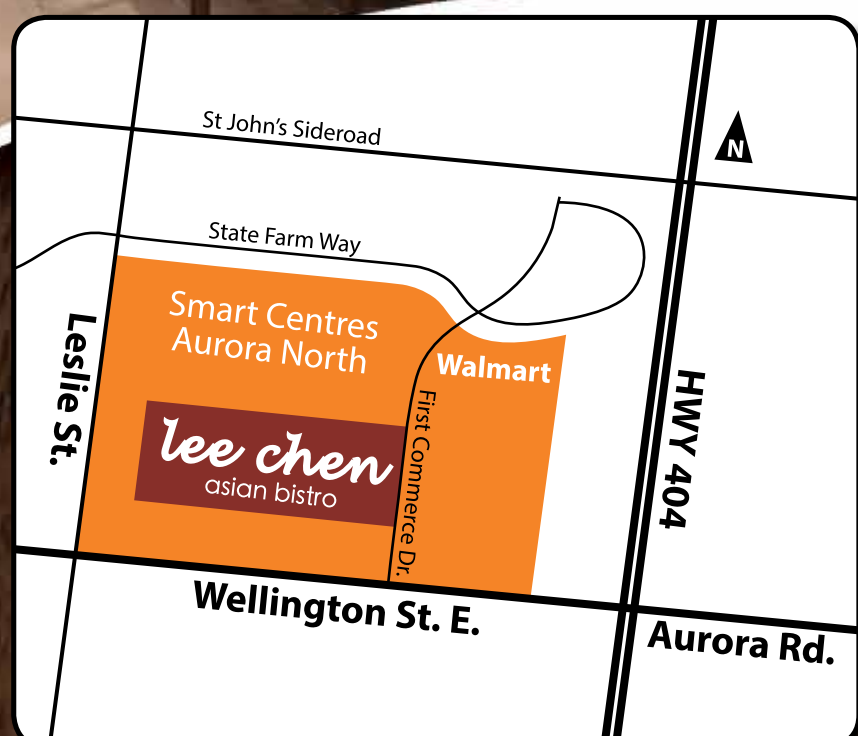 St John's Sideroad
N
State Farm Way
Smart Centres
Aurora North
Walmart
Leslie St.
HWY 404
First Commerce Dr.
lee chen
asian bistro
Wellington St. E.
Aurora Rd.